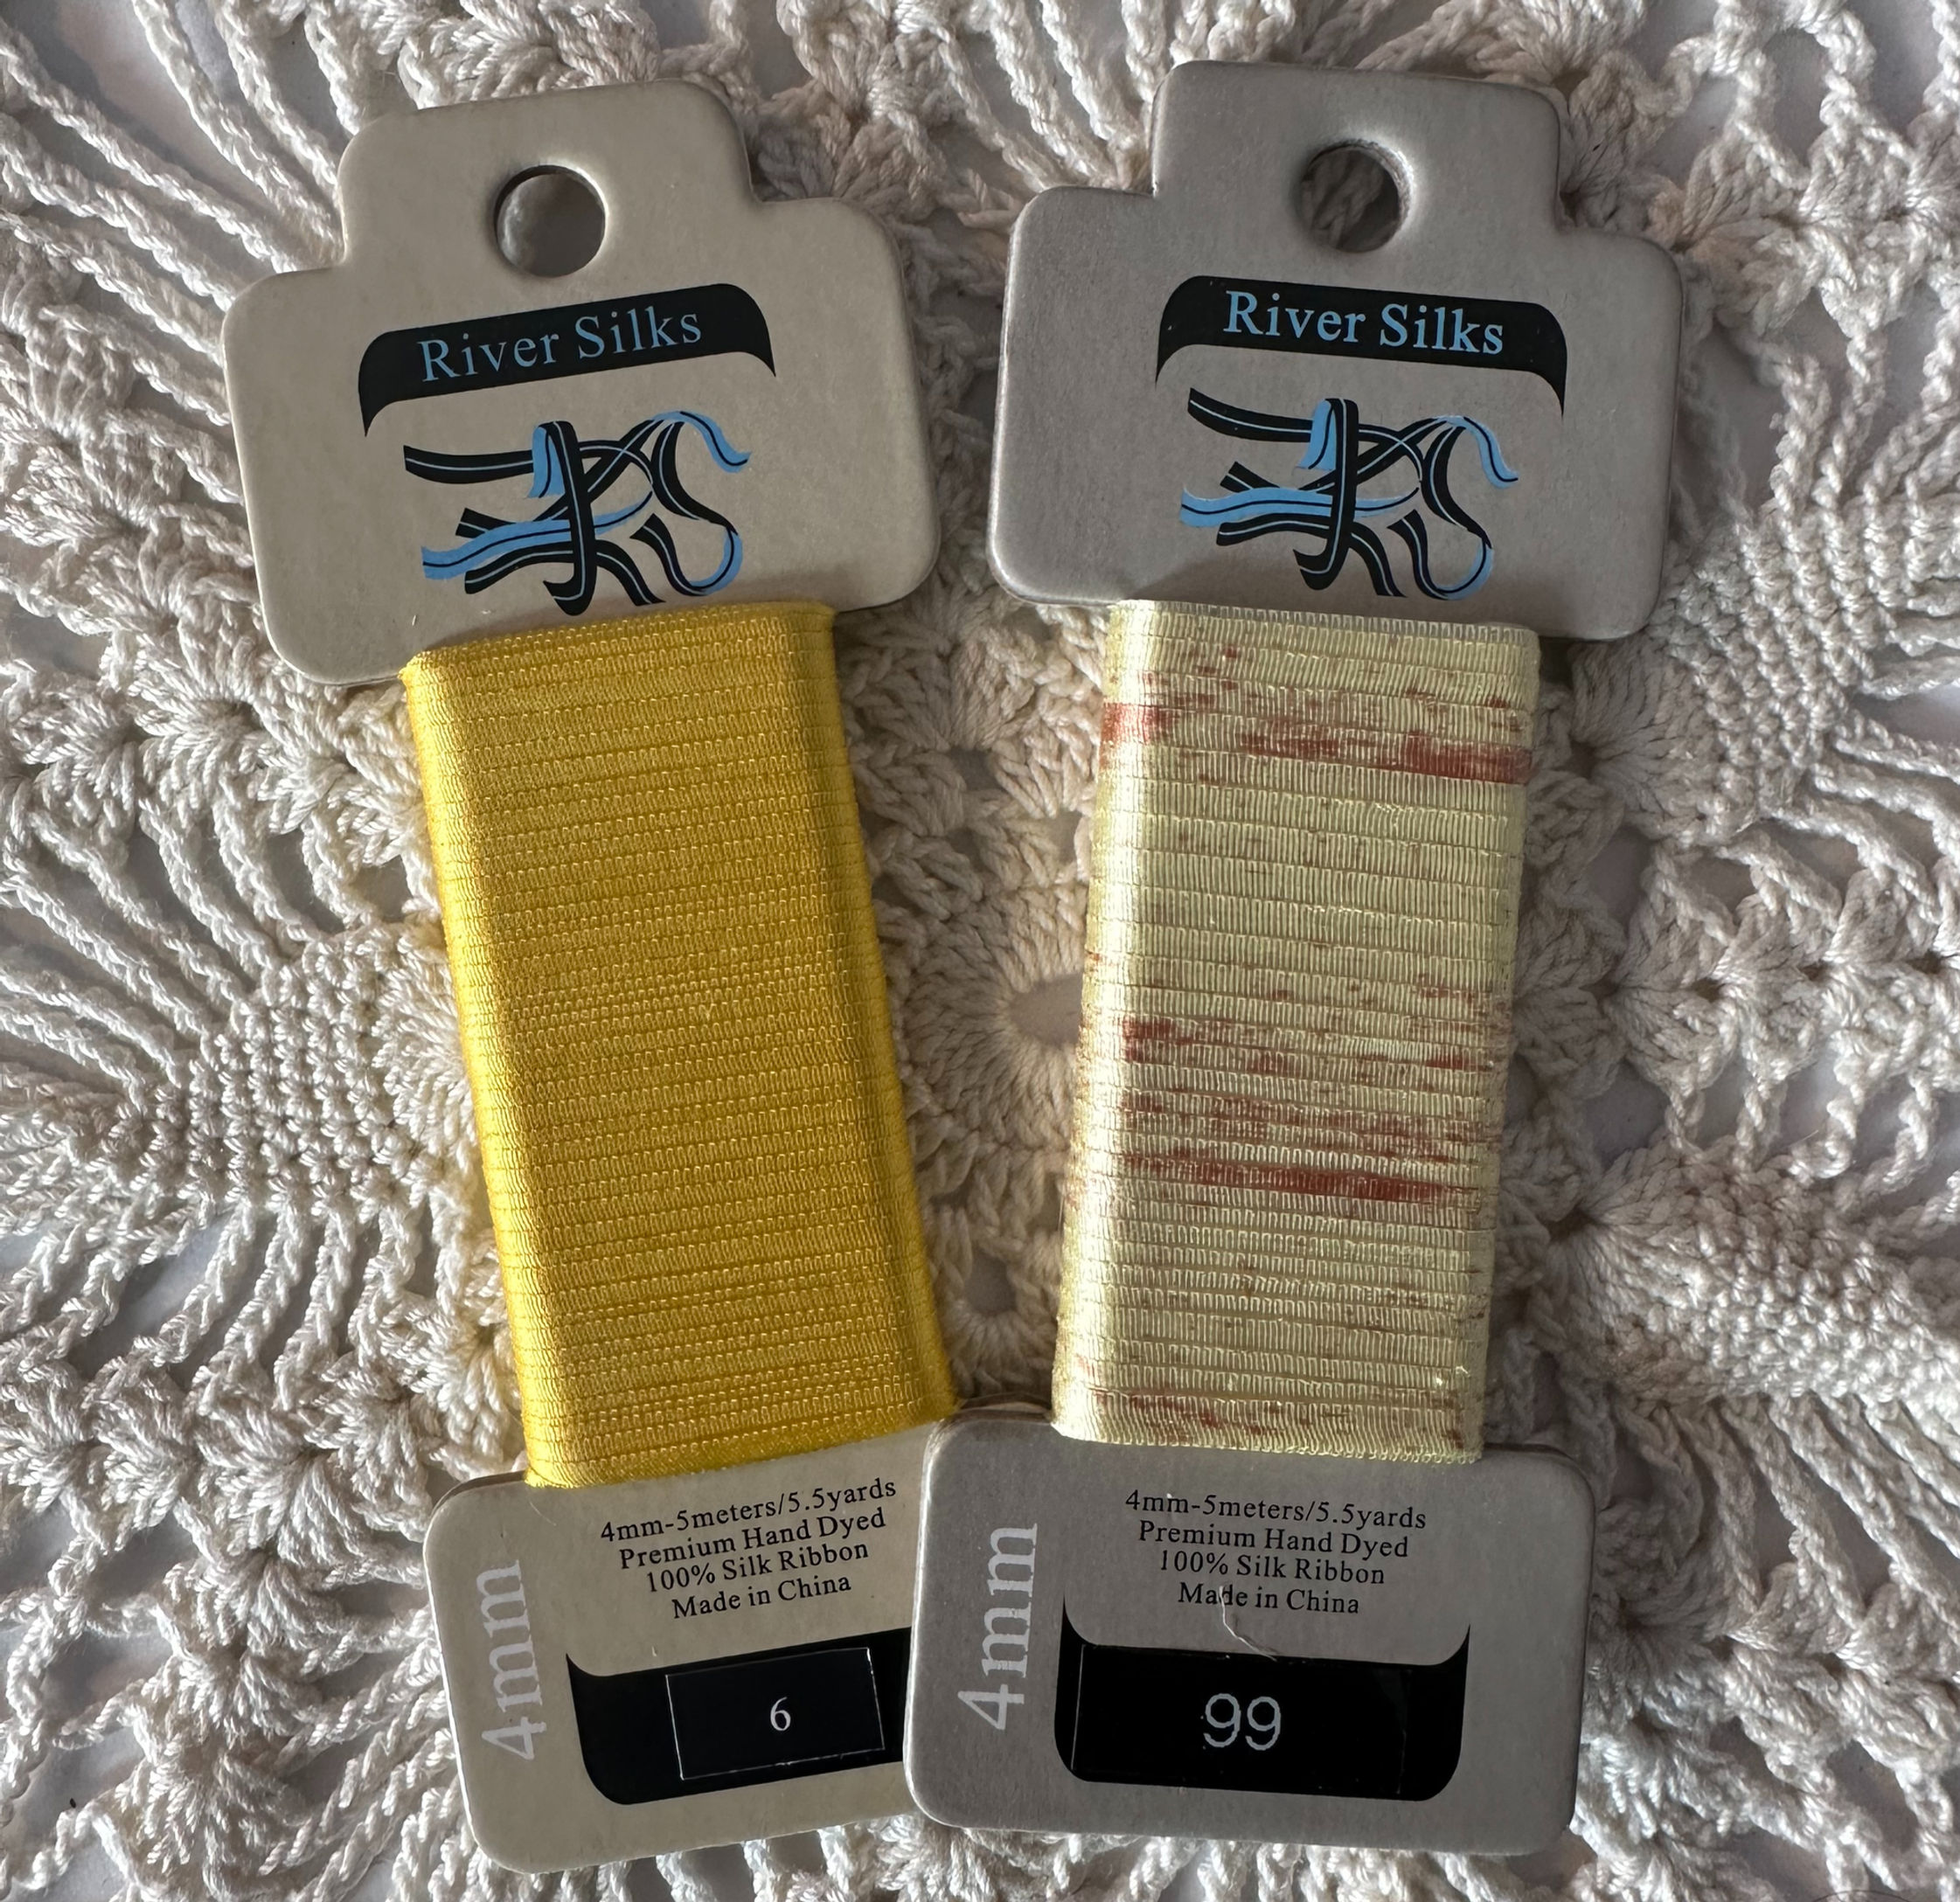 River Silks
4mm-5meters/5.5yards
Premium Hand Dyed
100% Silk Ribbon
Made in China
4mm
6
River Silks
4mm-5meters/5.5yards
Premium Hand Dyed
100% Silk Ribbon
Made in China
4mm
99